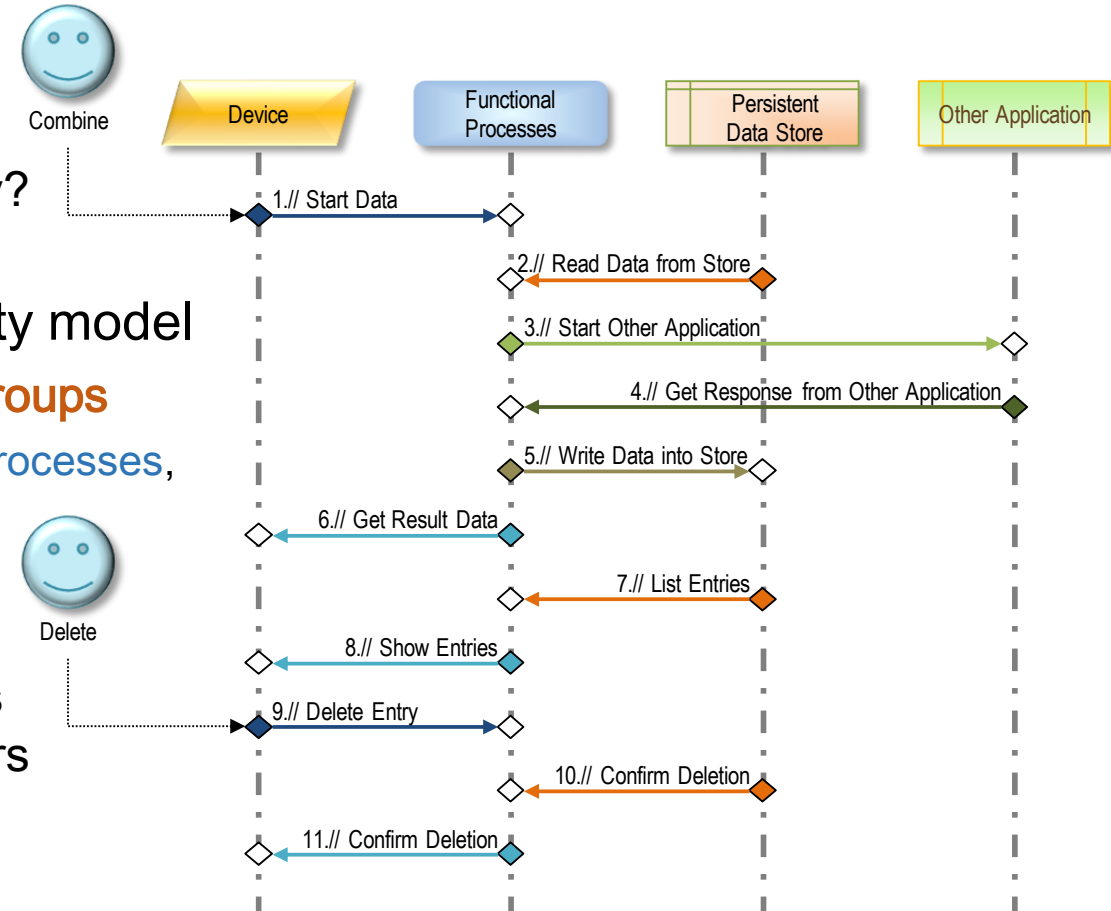 Combine
Device
Functional
Processes
Persistent
Data Store
Other Application
y?
1.// Start Data
2.// Read Data from Store
ty model
3.// Start Other Application
roups
4.// Get Response from Other Application
rocesses,
5.// Write Data into Store
6.// Get Result Data
7.// List Entries
Delete
8.// Show Entries
s
9.// Delete Entry
rs
10.// Confirm Deletion
11.// Confirm Deletion